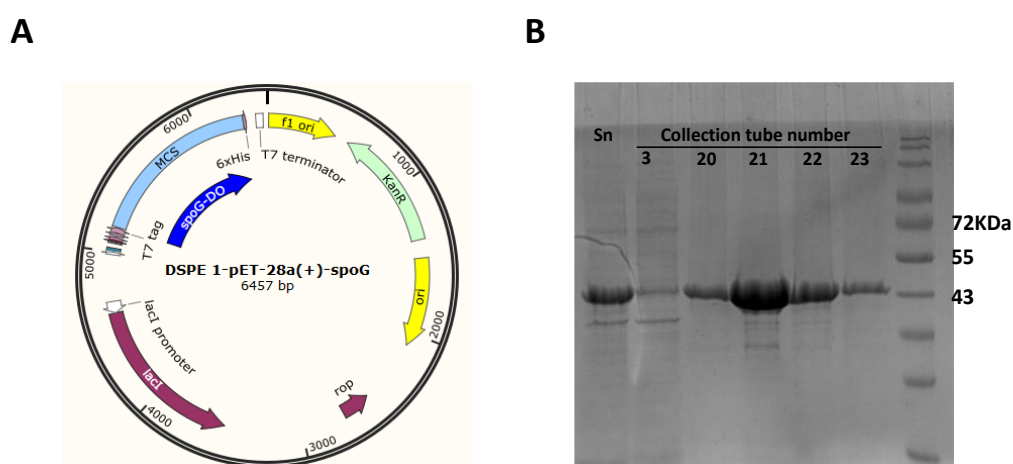 A
B
6000
f1 ori
MCS
6xHis
T7 terminator
1000
KanR
spoG-DO
T7 tag
5000
DSPE 1-pET-28a(+)-spoG
6457 bp
ori
lacI promoter
2000
lacI
rop
4000
3000
Sn
Collection tube number
3 20 21 22 23
72KDa
55
43